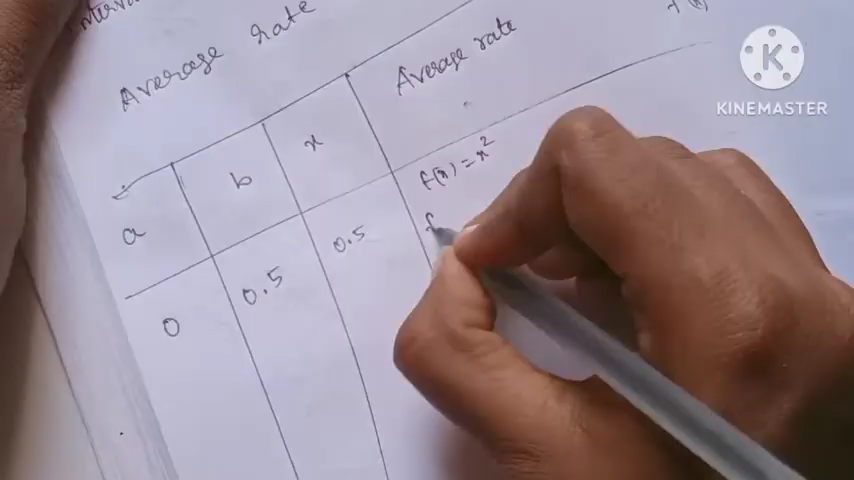 Average rate
a b x Average rate
f(x) = x²
0 0.5 0.5 f
KINEMASTER